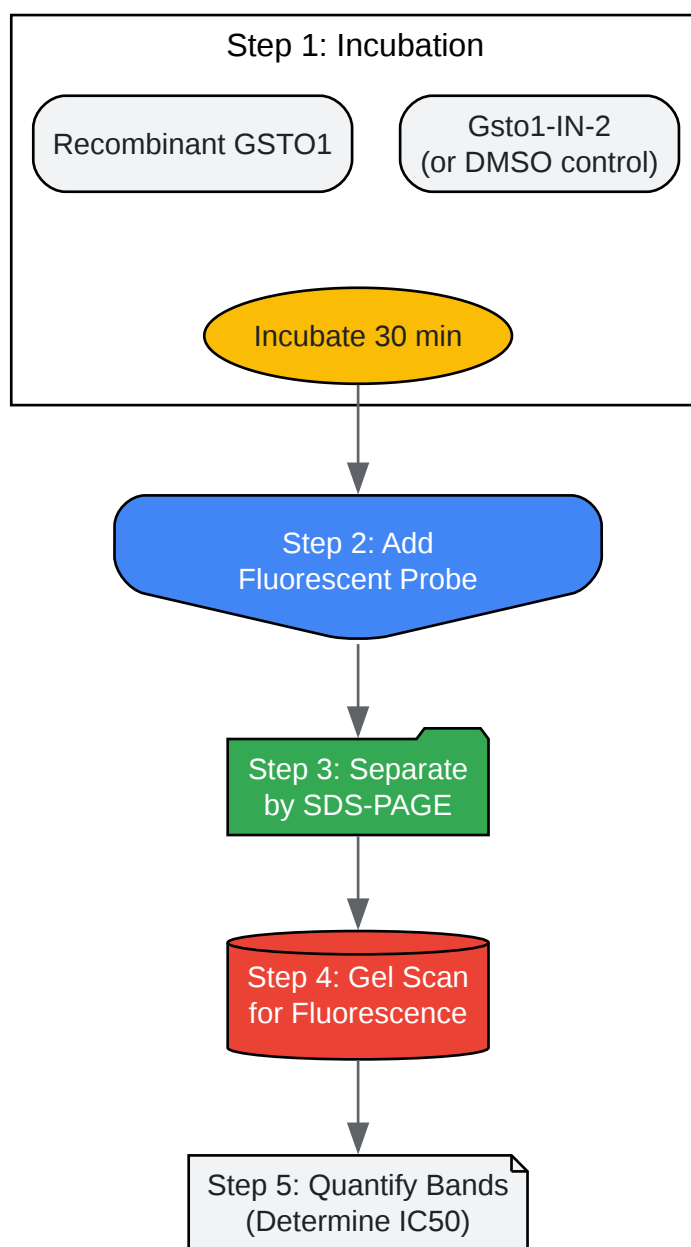 Step 1: Incubation
Recombinant GSTO1
Gsto1-IN-2
(or DMSO control)
Incubate 30 min
Step 2: Add
Fluorescent Probe
Step 3: Separate
by SDS-PAGE
Step 4: Gel Scan
for Fluorescence
Step 5: Quantify Bands
(Determine IC50)